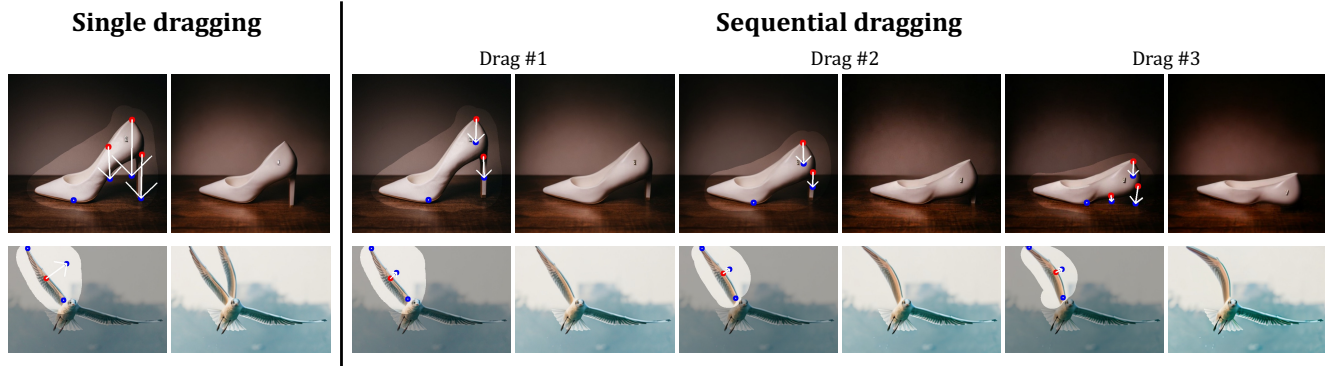 Single dragging
Sequential dragging
Drag #1
Drag #2
Drag #3